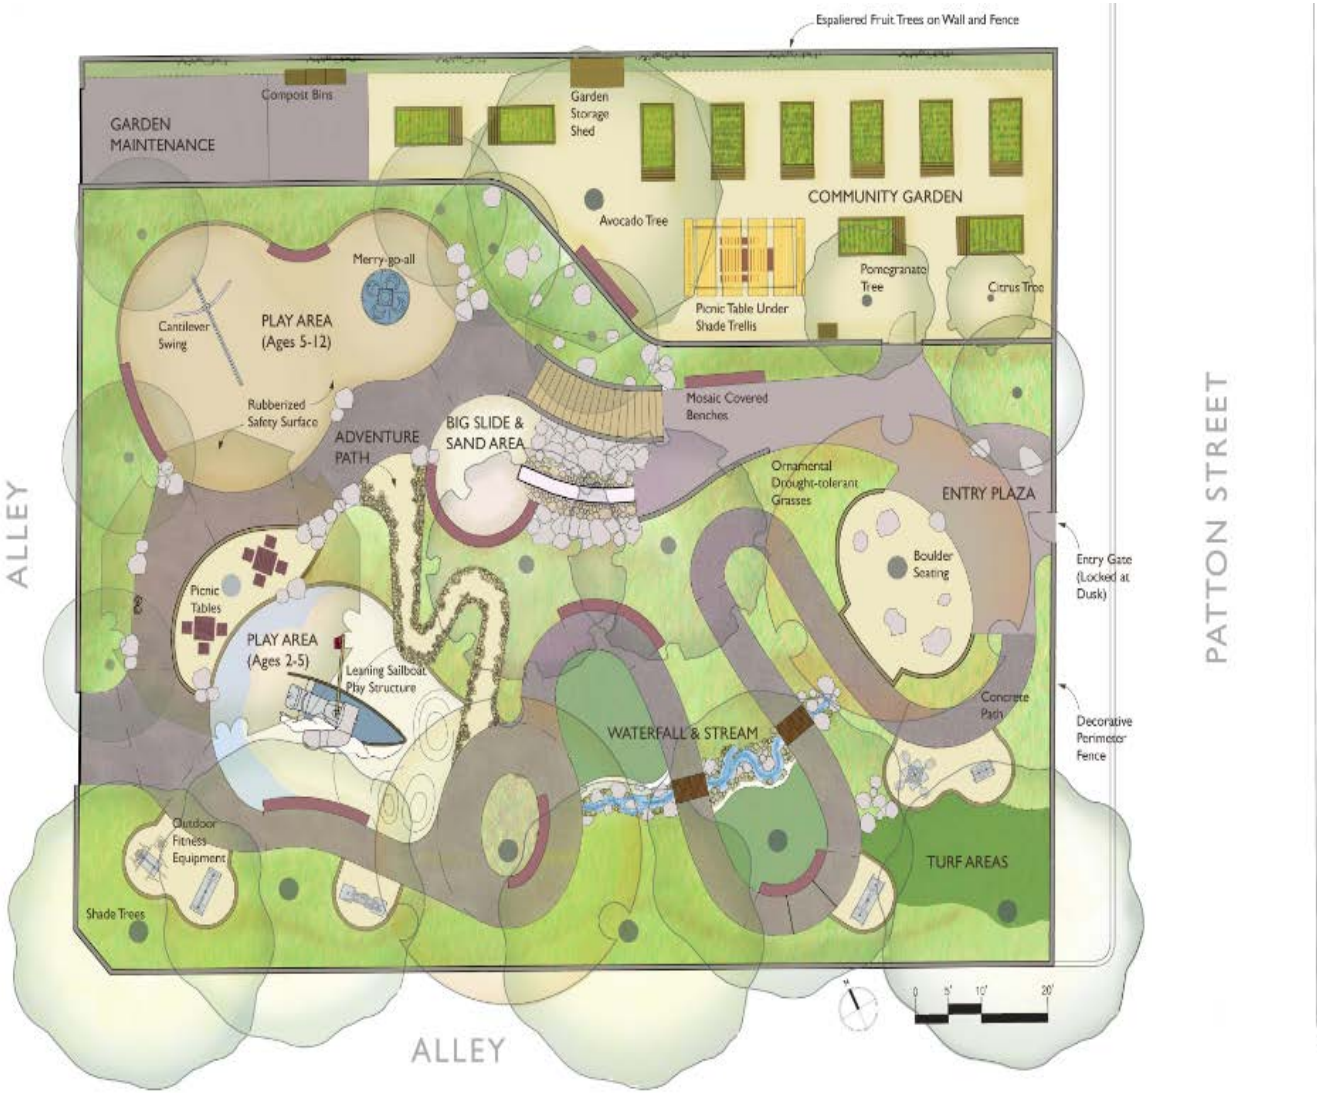 Espaliered Fruit Trees on Wall and Fence
Compost Bins
Garden
Storage
Shed
GARDEN
MAINTENANCE
COMMUNITY GARDEN
Avocado Tree
Merry-go-all
Pomegranate
Tree
Citrus Tree
Picnic Table Under
Shade Trellis
Cantilever
Swing
PLAY AREA
(Ages 5-12)
Rubberized
Safety Surface
Mosaic Covered
Benches
BIG SLIDE &
SAND AREA
ADVENTURE
PATH
Ornamental
Drought-tolerant
Grasses
ENTRY PLAZA
Boulder
Seating
Entry Gate
(Locked at
Dusk)
PATTON STREET
ALLEY
Picnic
Tables
PLAY AREA
(Ages 2-5)
Leaning Sailboat
Play Structure
Concrete
Path
Decorative
Perimeter
Fence
WATERFALL & STREAM
Outdoor
Fitness
Equipment
TURF AREAS
Shade Trees
N
0 5' 10' 20'
ALLEY